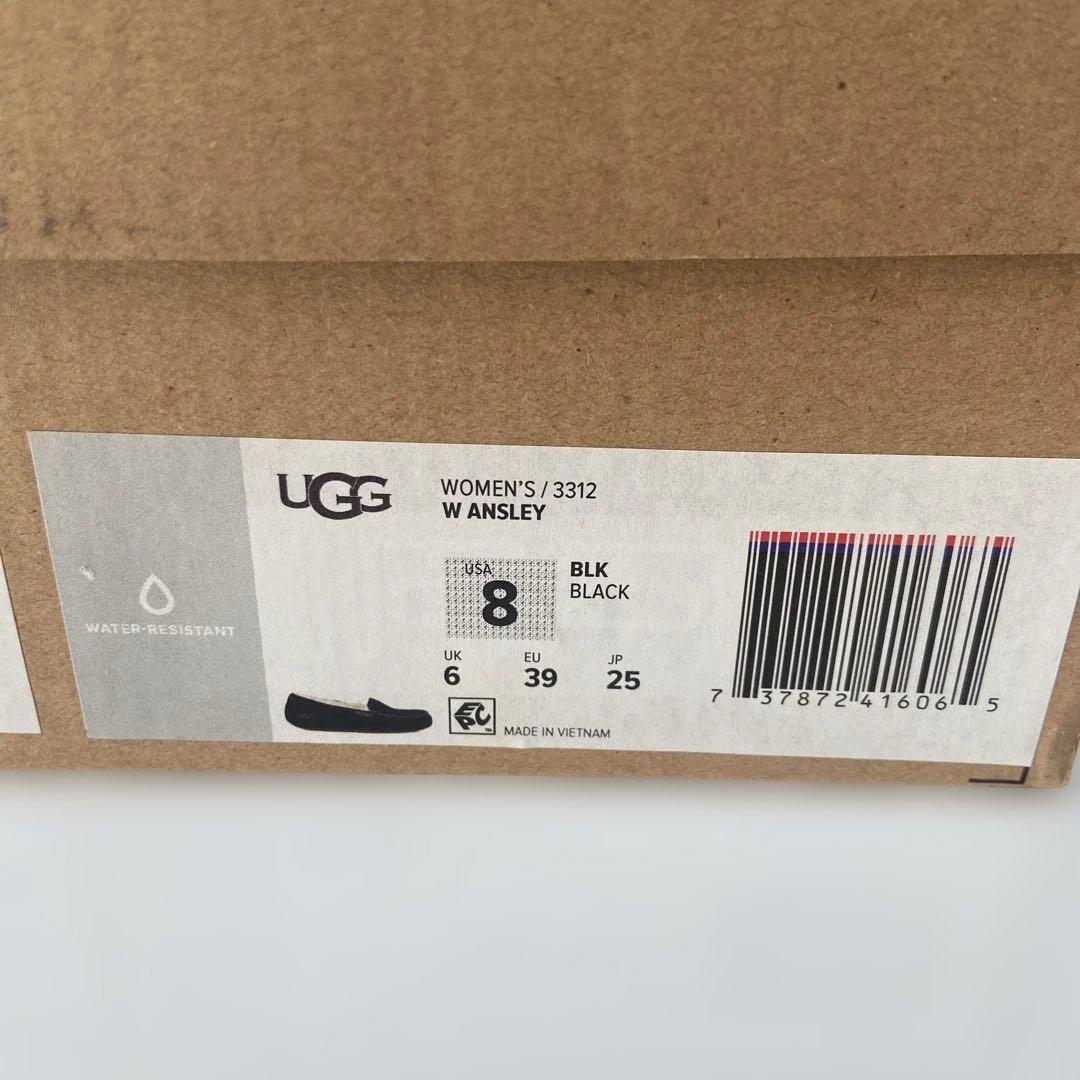 WATER-RESISTANT
UGG
WOMEN'S / 3312
W ANSLEY
USA
8
BLK
BLACK
UK
6
EU
39
JP
25
EPC
MADE IN VIETNAM
7 37872 41606 5